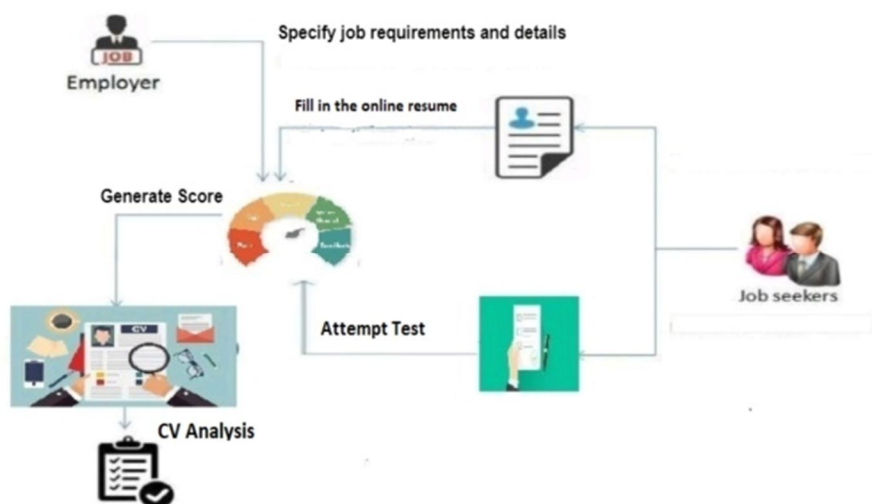 Specify job requirements and details
JOB
Employer
Fill in the online resume
Generate Score
Job seekers
Attempt Test
CV
CV Analysis